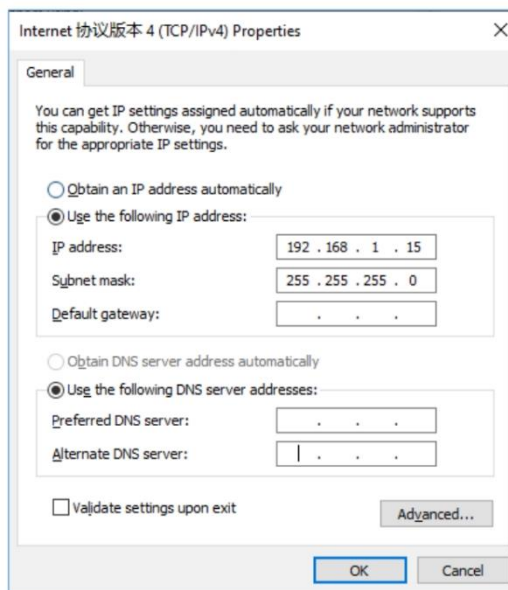 Internet 协议版本 4 (TCP/IPv4) Properties
General
You can get IP settings assigned automatically if your network supports
this capability. Otherwise, you need to ask your network administrator
for the appropriate IP settings.
Obtain an IP address automatically
Use the following IP address:
IP address: 192 . 168 . 1 . 15
Subnet mask: 255 . 255 . 255 . 0
Default gateway: . . .
Obtain DNS server address automatically
Use the following DNS server addresses:
Preferred DNS server: . . .
Alternate DNS server: . . .
Validate settings upon exit
Advanced...
OK Cancel